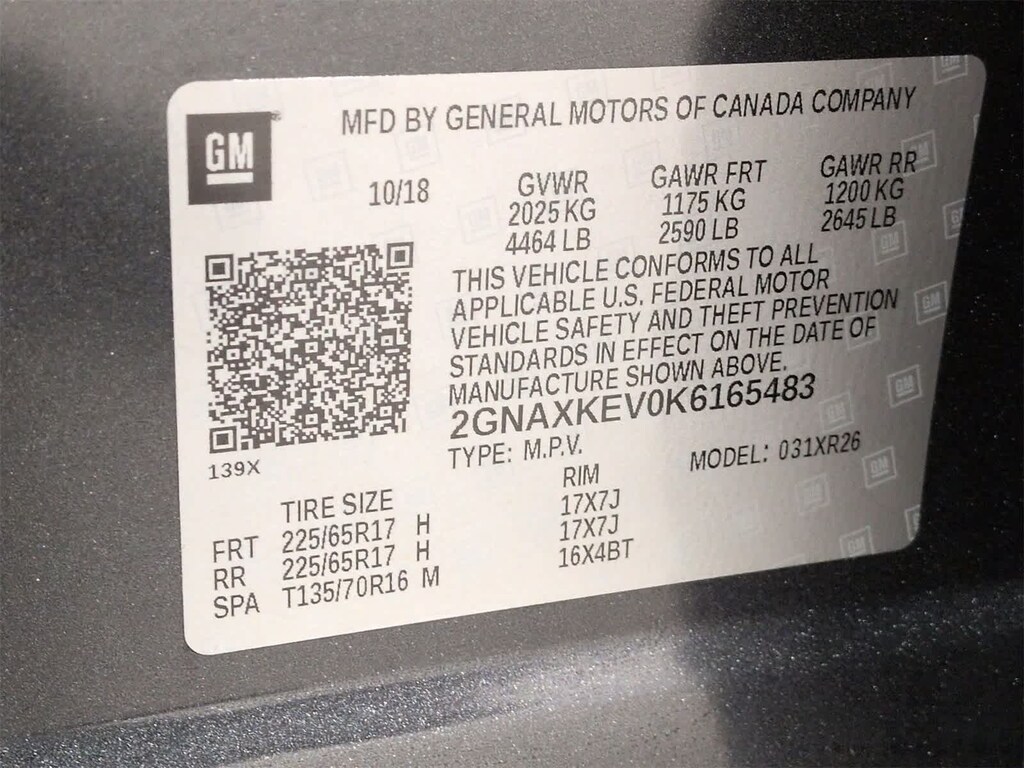 GM
MFD BY GENERAL MOTORS OF CANADA COMPANY
10/18
GVWR
2025 KG
4464 LB
GAWR FRT
1175 KG
2590 LB
GAWR RR
1200 KG
2645 LB
THIS VEHICLE CONFORMS TO ALL
APPLICABLE U.S. FEDERAL MOTOR
VEHICLE SAFETY AND THEFT PREVENTION
STANDARDS IN EFFECT ON THE DATE OF
MANUFACTURE SHOWN ABOVE.
2GNAXKEV0K6165483
TYPE: M.P.V. MODEL: 031XR26
139X
TIRE SIZE RIM
FRT 225/65R17 H 17X7J
RR 225/65R17 H 17X7J
SPA T135/70R16 M 16X4BT